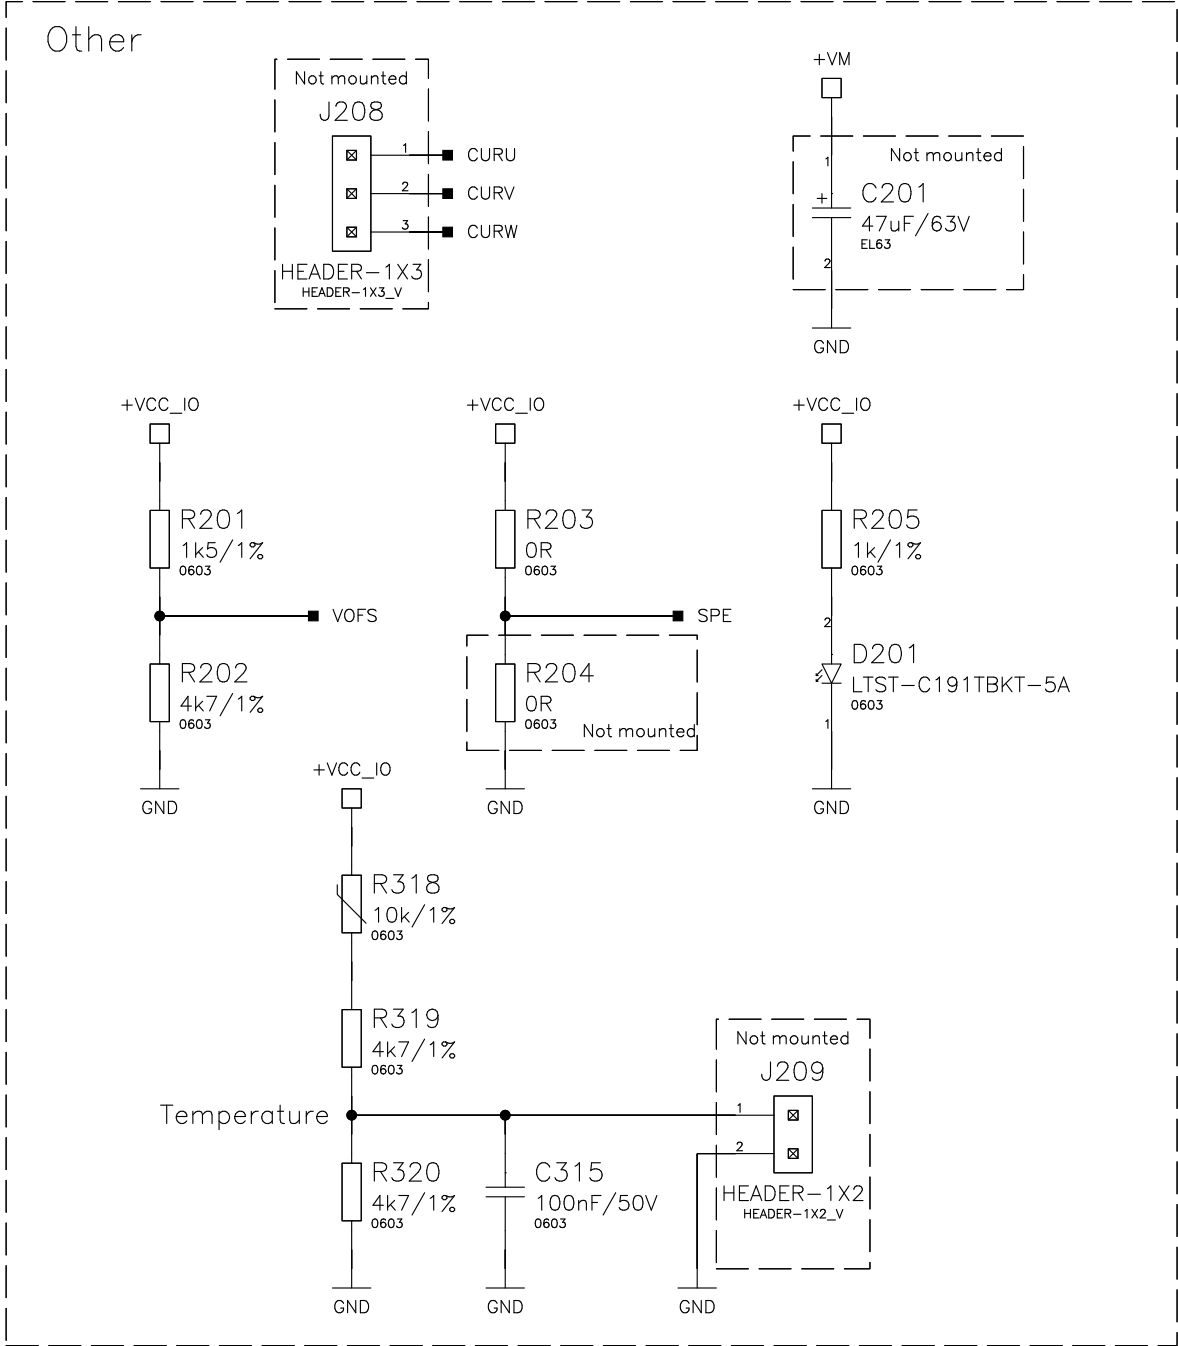 Other
Not mounted
J208
1 CURU
2 CURV
3 CURW
HEADER-1X3
HEADER-1X3_V
+VM
Not mounted
1
+ C201
47uF/63V
EL63
2
GND
+VCC_IO
R201
1k5/1%
0603
VOFS
R202
4k7/1%
0603
GND
+VCC_IO
R203
0R
0603
SPE
R204
0R
0603
Not mounted
GND
+VCC_IO
R205
1k/1%
0603
2
D201
LTST-C191TBKT-5A
0603
1
GND
+VCC_IO
R318
10k/1%
0603
R319
4k7/1%
0603
Temperature
R320
4k7/1%
0603
GND
C315
100nF/50V
0603
GND
Not mounted
J209
1
2
HEADER-1X2
HEADER-1X2_V
GND